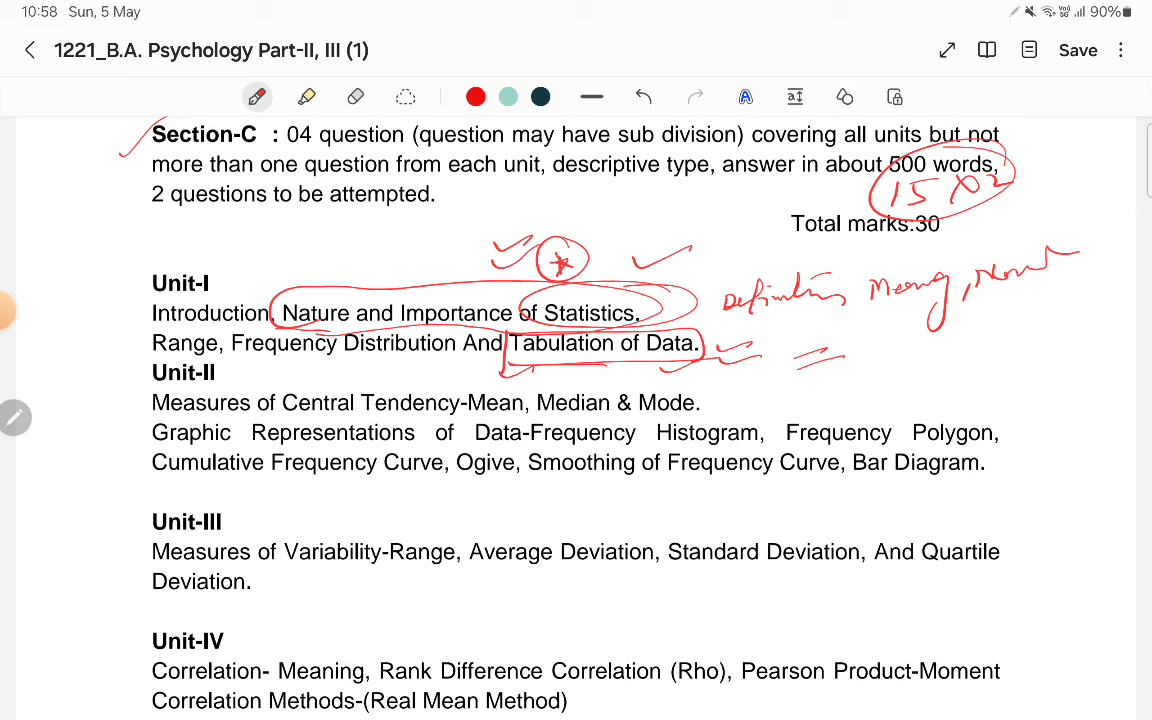 10:58 Sun, 5 May 90%
1221_B.A. Psychology Part-II, III (1)
Save
Section-C : 04 question (question may have sub division) covering all units but not
more than one question from each unit, descriptive type, answer in about 500 words,
2 questions to be attempted.
15 X 2
Total marks:30
Unit-I
Introduction, Nature and Importance of Statistics.
Range, Frequency Distribution And Tabulation of Data.
Unit-II
Measures of Central Tendency-Mean, Median & Mode.
Graphic Representations of Data-Frequency Histogram, Frequency Polygon,
Cumulative Frequency Curve, Ogive, Smoothing of Frequency Curve, Bar Diagram.
Unit-III
Measures of Variability-Range, Average Deviation, Standard Deviation, And Quartile
Deviation.
Unit-IV
Correlation- Meaning, Rank Difference Correlation (Rho), Pearson Product-Moment
Correlation Methods-(Real Mean Method)